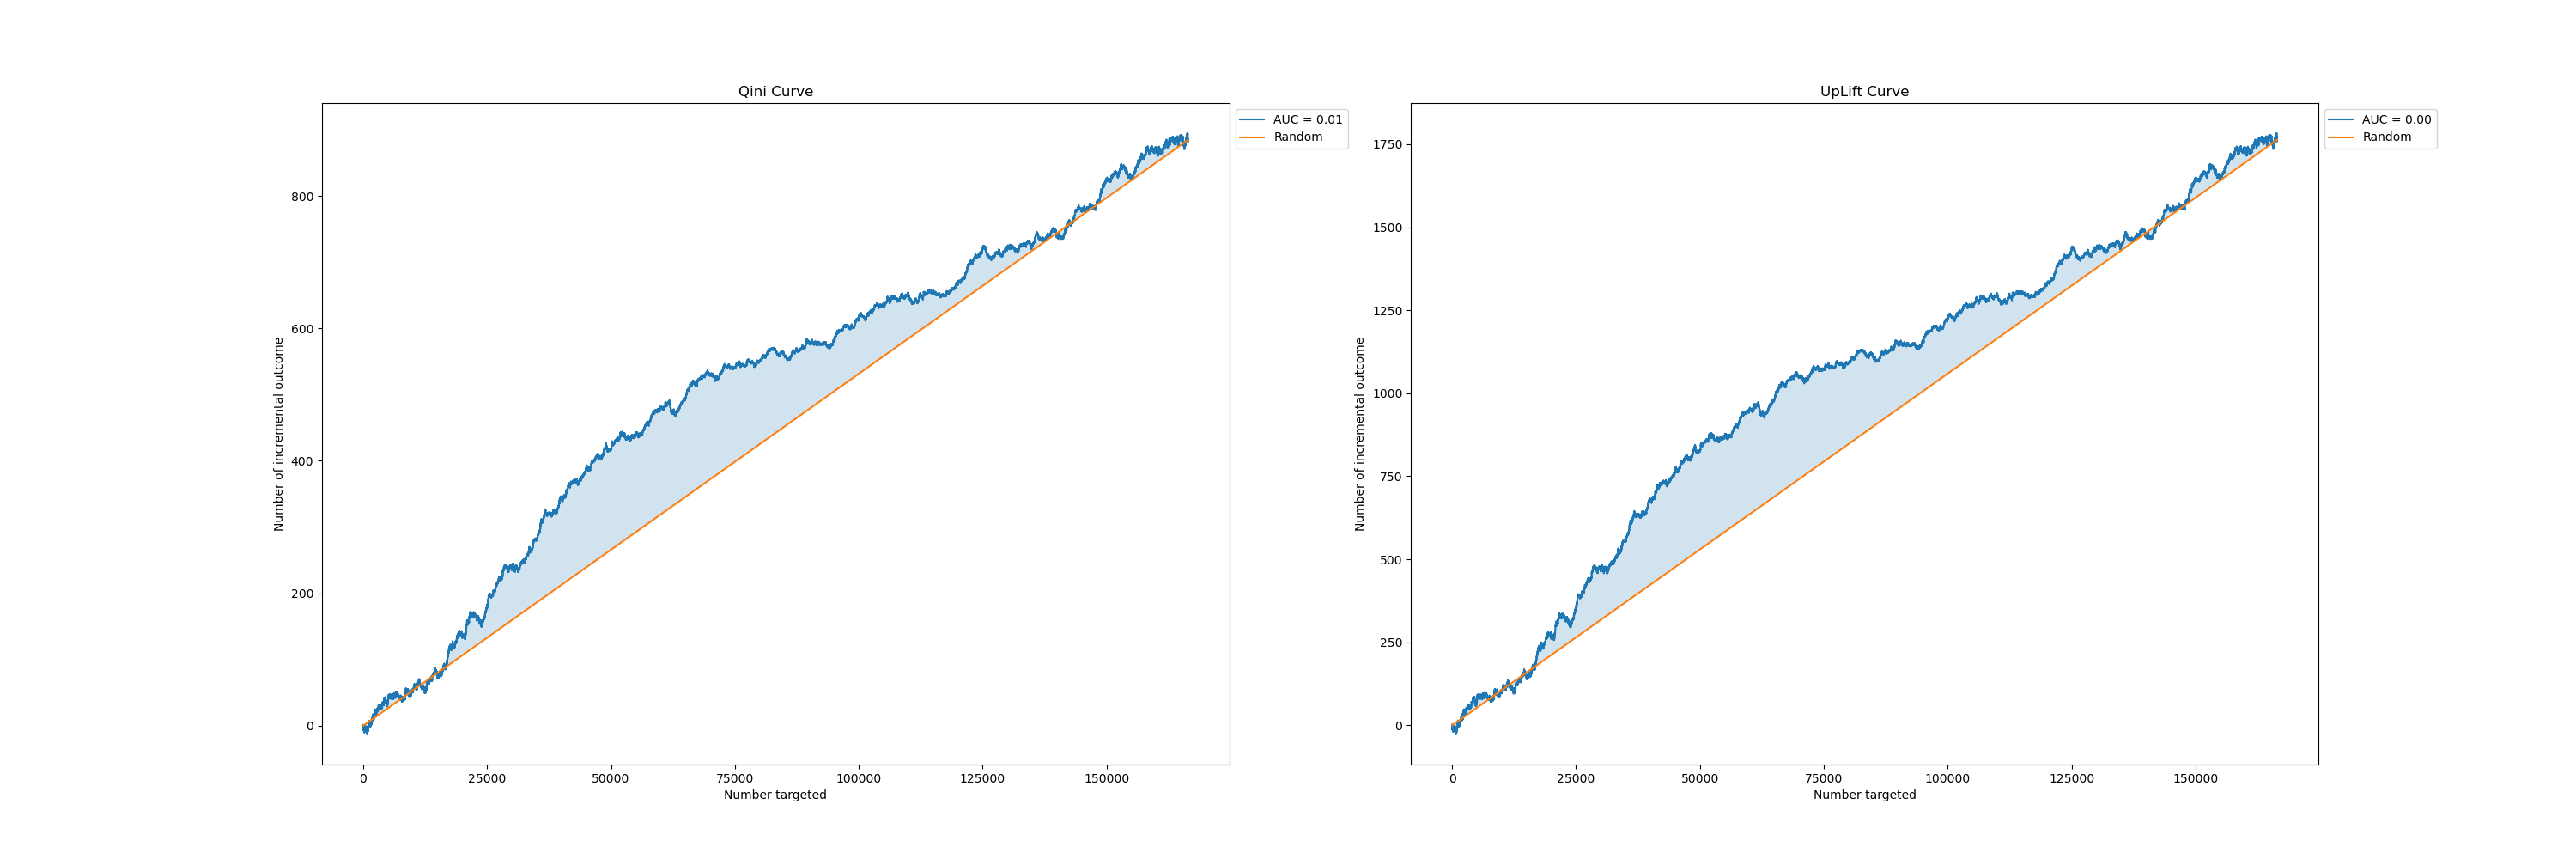 Qini Curve
AUC = 0.01
Random
800
600
400
200
0
Number of incremental outcome
0 25000 50000 75000 100000 125000 150000
Number targeted
UpLift Curve
AUC = 0.00
Random
1750
1500
1250
1000
750
500
250
0
Number of incremental outcome
0 25000 50000 75000 100000 125000 150000
Number targeted